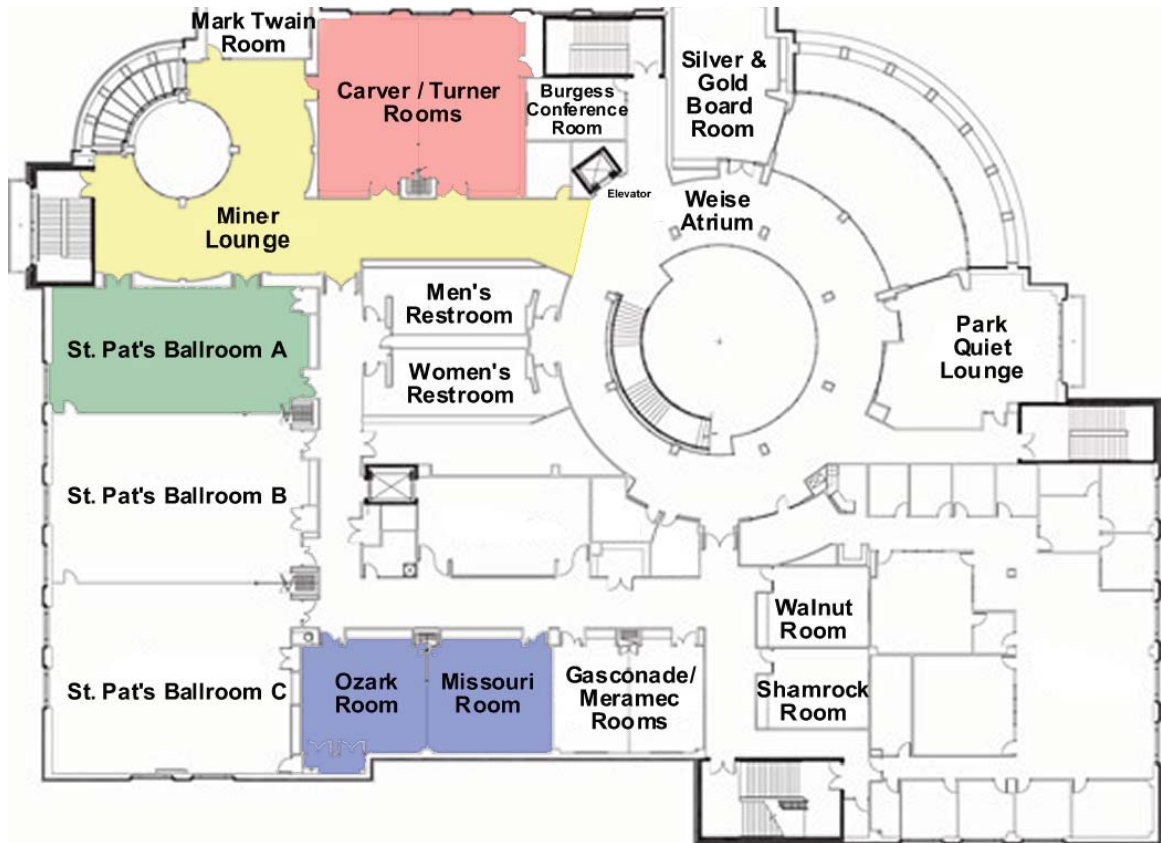 Mark Twain
Room
Carver / Turner
Rooms
Burgess
Conference
Room
Silver &
Gold
Board
Room
Elevator
Weise
Atrium
Miner
Lounge
Men's
Restroom
Women's
Restroom
Park
Quiet
Lounge
St. Pat's Ballroom A
St. Pat's Ballroom B
St. Pat's Ballroom C
Ozark
Room
Missouri
Room
Gasconade/
Meramec
Rooms
Walnut
Room
Shamrock
Room